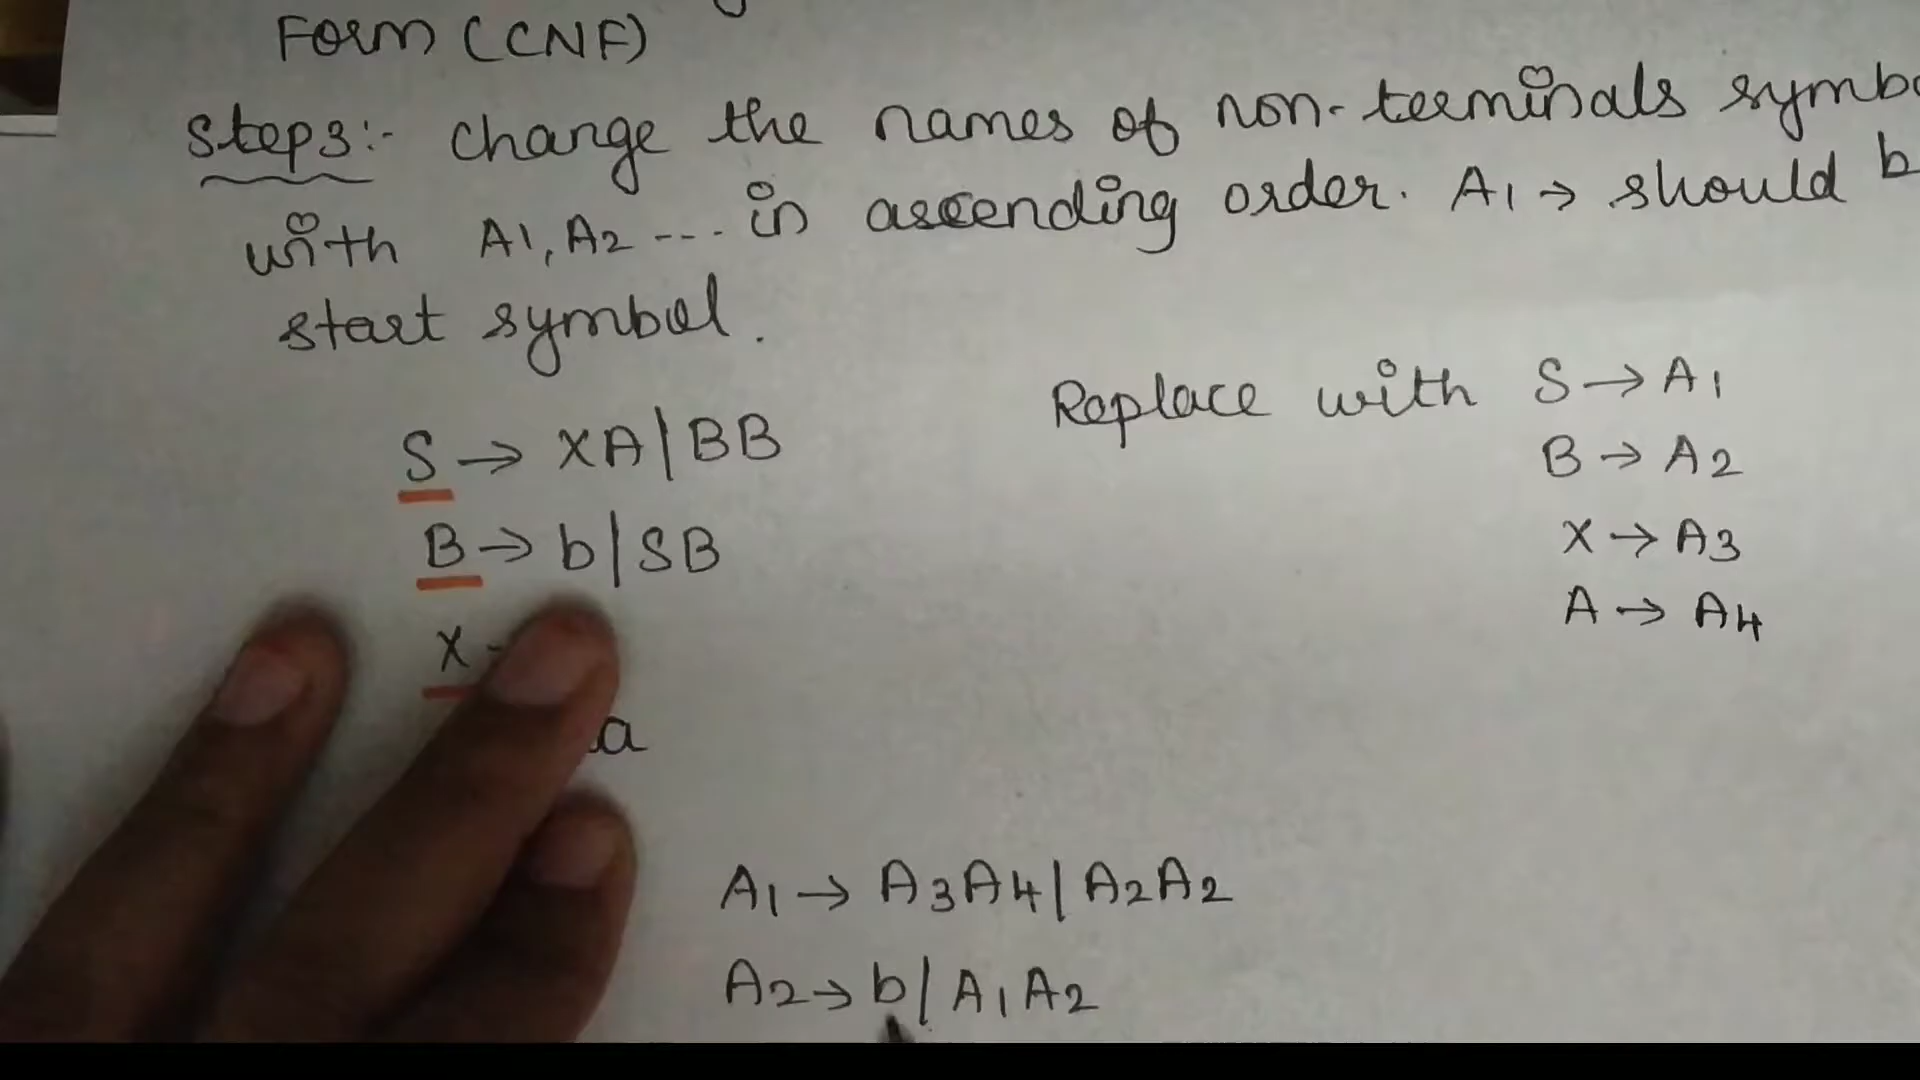 Form (CNF)
Step3:- change the names of non-terminals
with A1, A2 --- in ascending order. A1 → should
start symbol.
S → XA | BB
Replace with S → A1
B → A2
B → b | SB
X → A3
X
A → A4
a
A1 → A3A4 | A2A2
A2 → b | A1A2